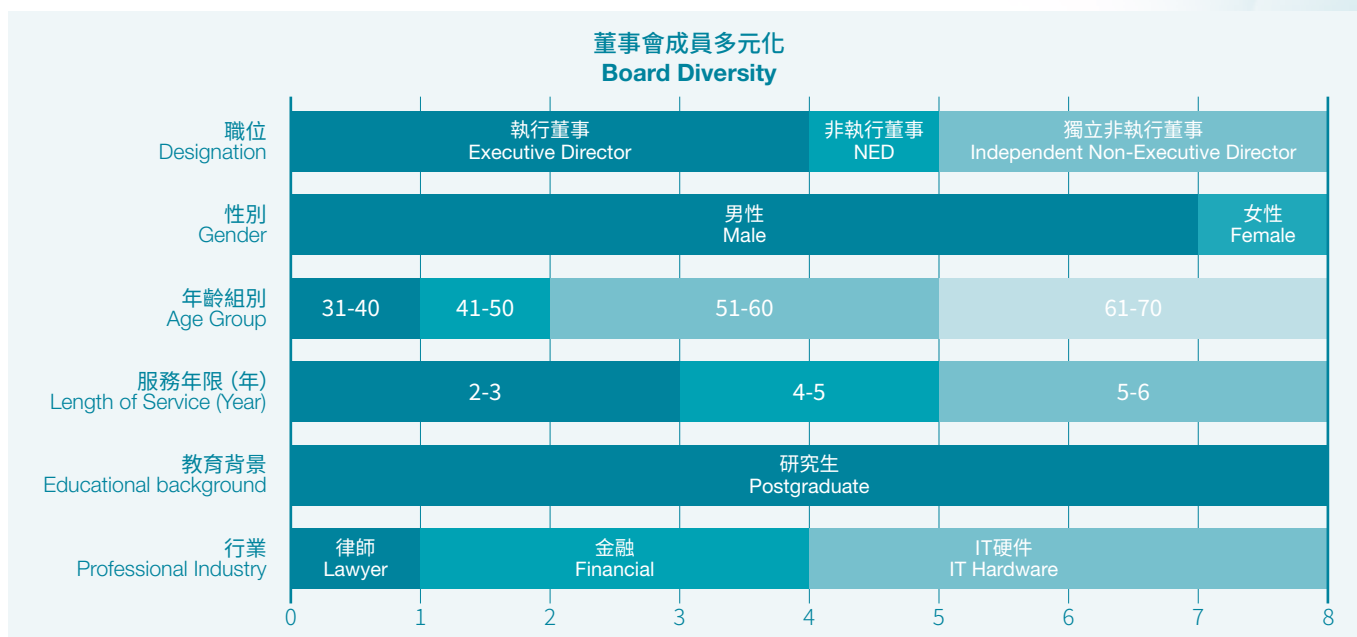 董事會成員多元化
Board Diversity
職位
Designation
執行董事
Executive Director
非執行董事
NED
獨立非執行董事
Independent Non-Executive Director
性別
Gender
男性
Male
女性
Female
年齡組別
Age Group
31-40
41-50
51-60
61-70
服務年限（年）
Length of Service (Year)
2-3
4-5
5-6
教育背景
Educational background
研究生
Postgraduate
行業
Professional Industry
律師
Lawyer
金融
Financial
IT硬件
IT Hardware
0 1 2 3 4 5 6 7 8